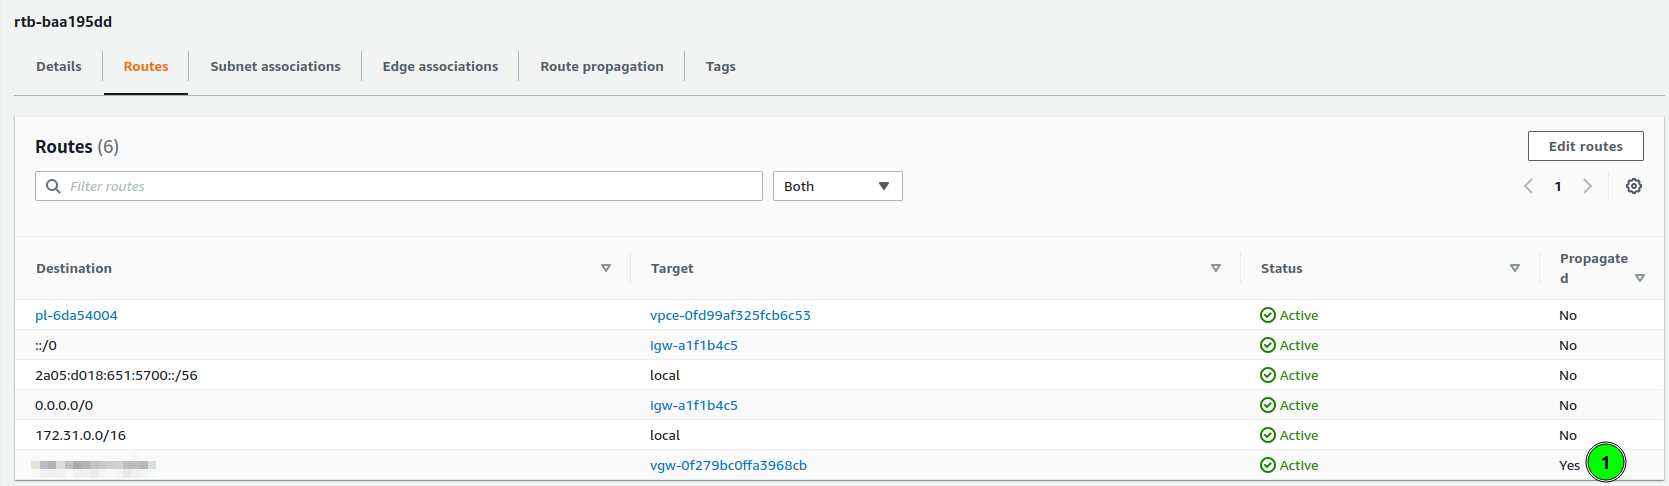 rtb-baa195dd
Details Routes Subnet associations Edge associations Route propagation Tags
Routes (6) Edit routes
Filter routes Both 1
Destination Target Status Propagate
d
pl-6da54004 vpce-0fd99af325fcb6c53 Active No
::/0 igw-a1f1b4c5 Active No
2a05:d018:651:5700::/56 local Active No
0.0.0.0/0 igw-a1f1b4c5 Active No
172.31.0.0/16 local Active No
vgw-0f279bc0ffa3968cb Active Yes 1